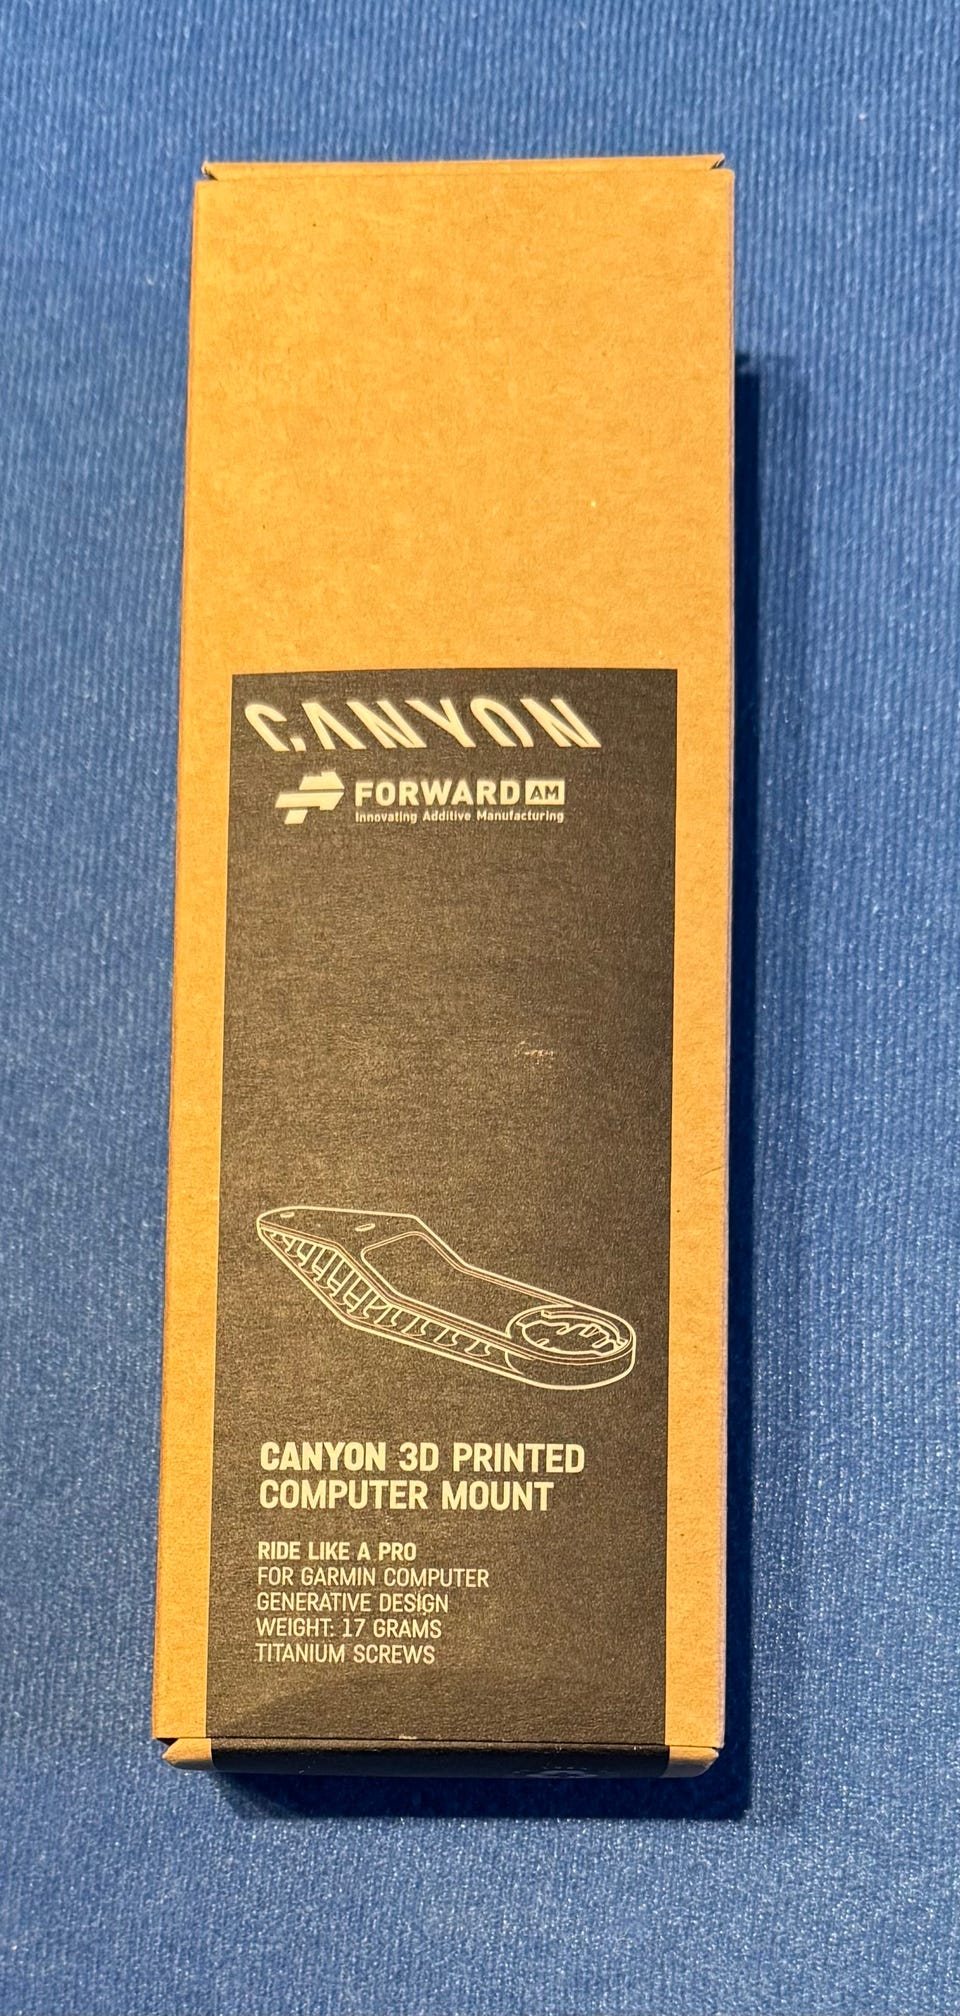 CANYON
FORWARD AM
Innovating Additive Manufacturing
CANYON 3D PRINTED
COMPUTER MOUNT
RIDE LIKE A PRO
FOR GARMIN COMPUTER
GENERATIVE DESIGN
WEIGHT: 17 GRAMS
TITANIUM SCREWS